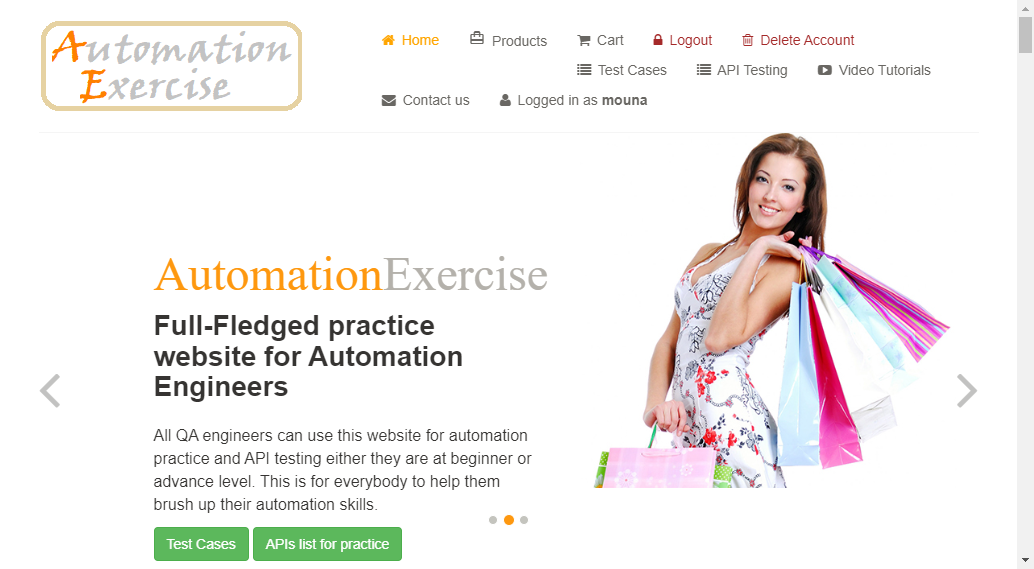 Automation
Exercise
Home Products Cart Logout Delete Account
Test Cases API Testing Video Tutorials
Contact us Logged in as mouna
AutomationExercise
Full-Fledged practice
website for Automation
Engineers
All QA engineers can use this website for automation
practice and API testing either they are at beginner or
advance level. This is for everybody to help them
brush up their automation skills.
Test Cases APIs list for practice